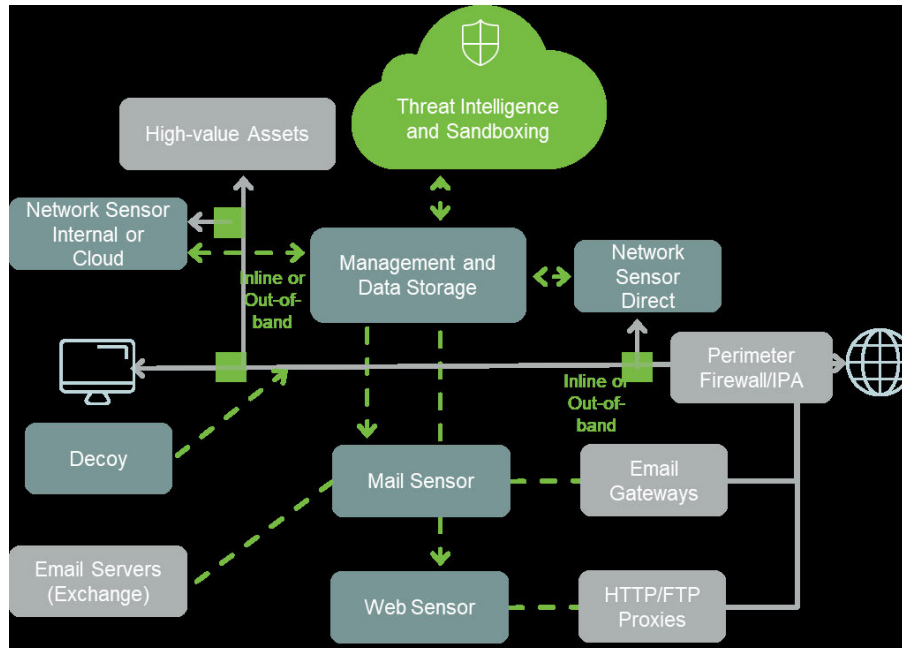 Threat Intelligence
and Sandboxing
High-value Assets
Network Sensor
Internal or
Cloud
Inline or
Out-of-
band
Management and
Data Storage
Network
Sensor
Direct
Perimeter
Firewall/IPA
Inline or
Out-of-
band
Decoy
Mail Sensor
Email
Gateways
Email Servers
(Exchange)
Web Sensor
HTTP/FTP
Proxies